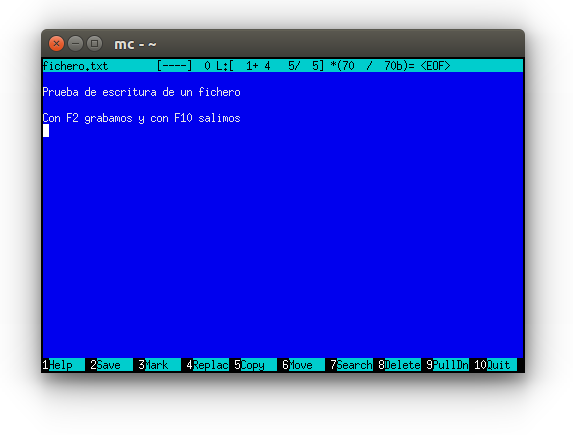 mc - ~
fichero.txt [----] 0 L:[ 1+ 4 5/ 5] *(70 / 70b)= <EOF>
Prueba de escritura de un fichero
Con F2 grabamos y con F10 salimos
1Help 2Save 3Mark 4Replac 5Copy 6Move 7Search 8Delete 9PullDn 10Quit